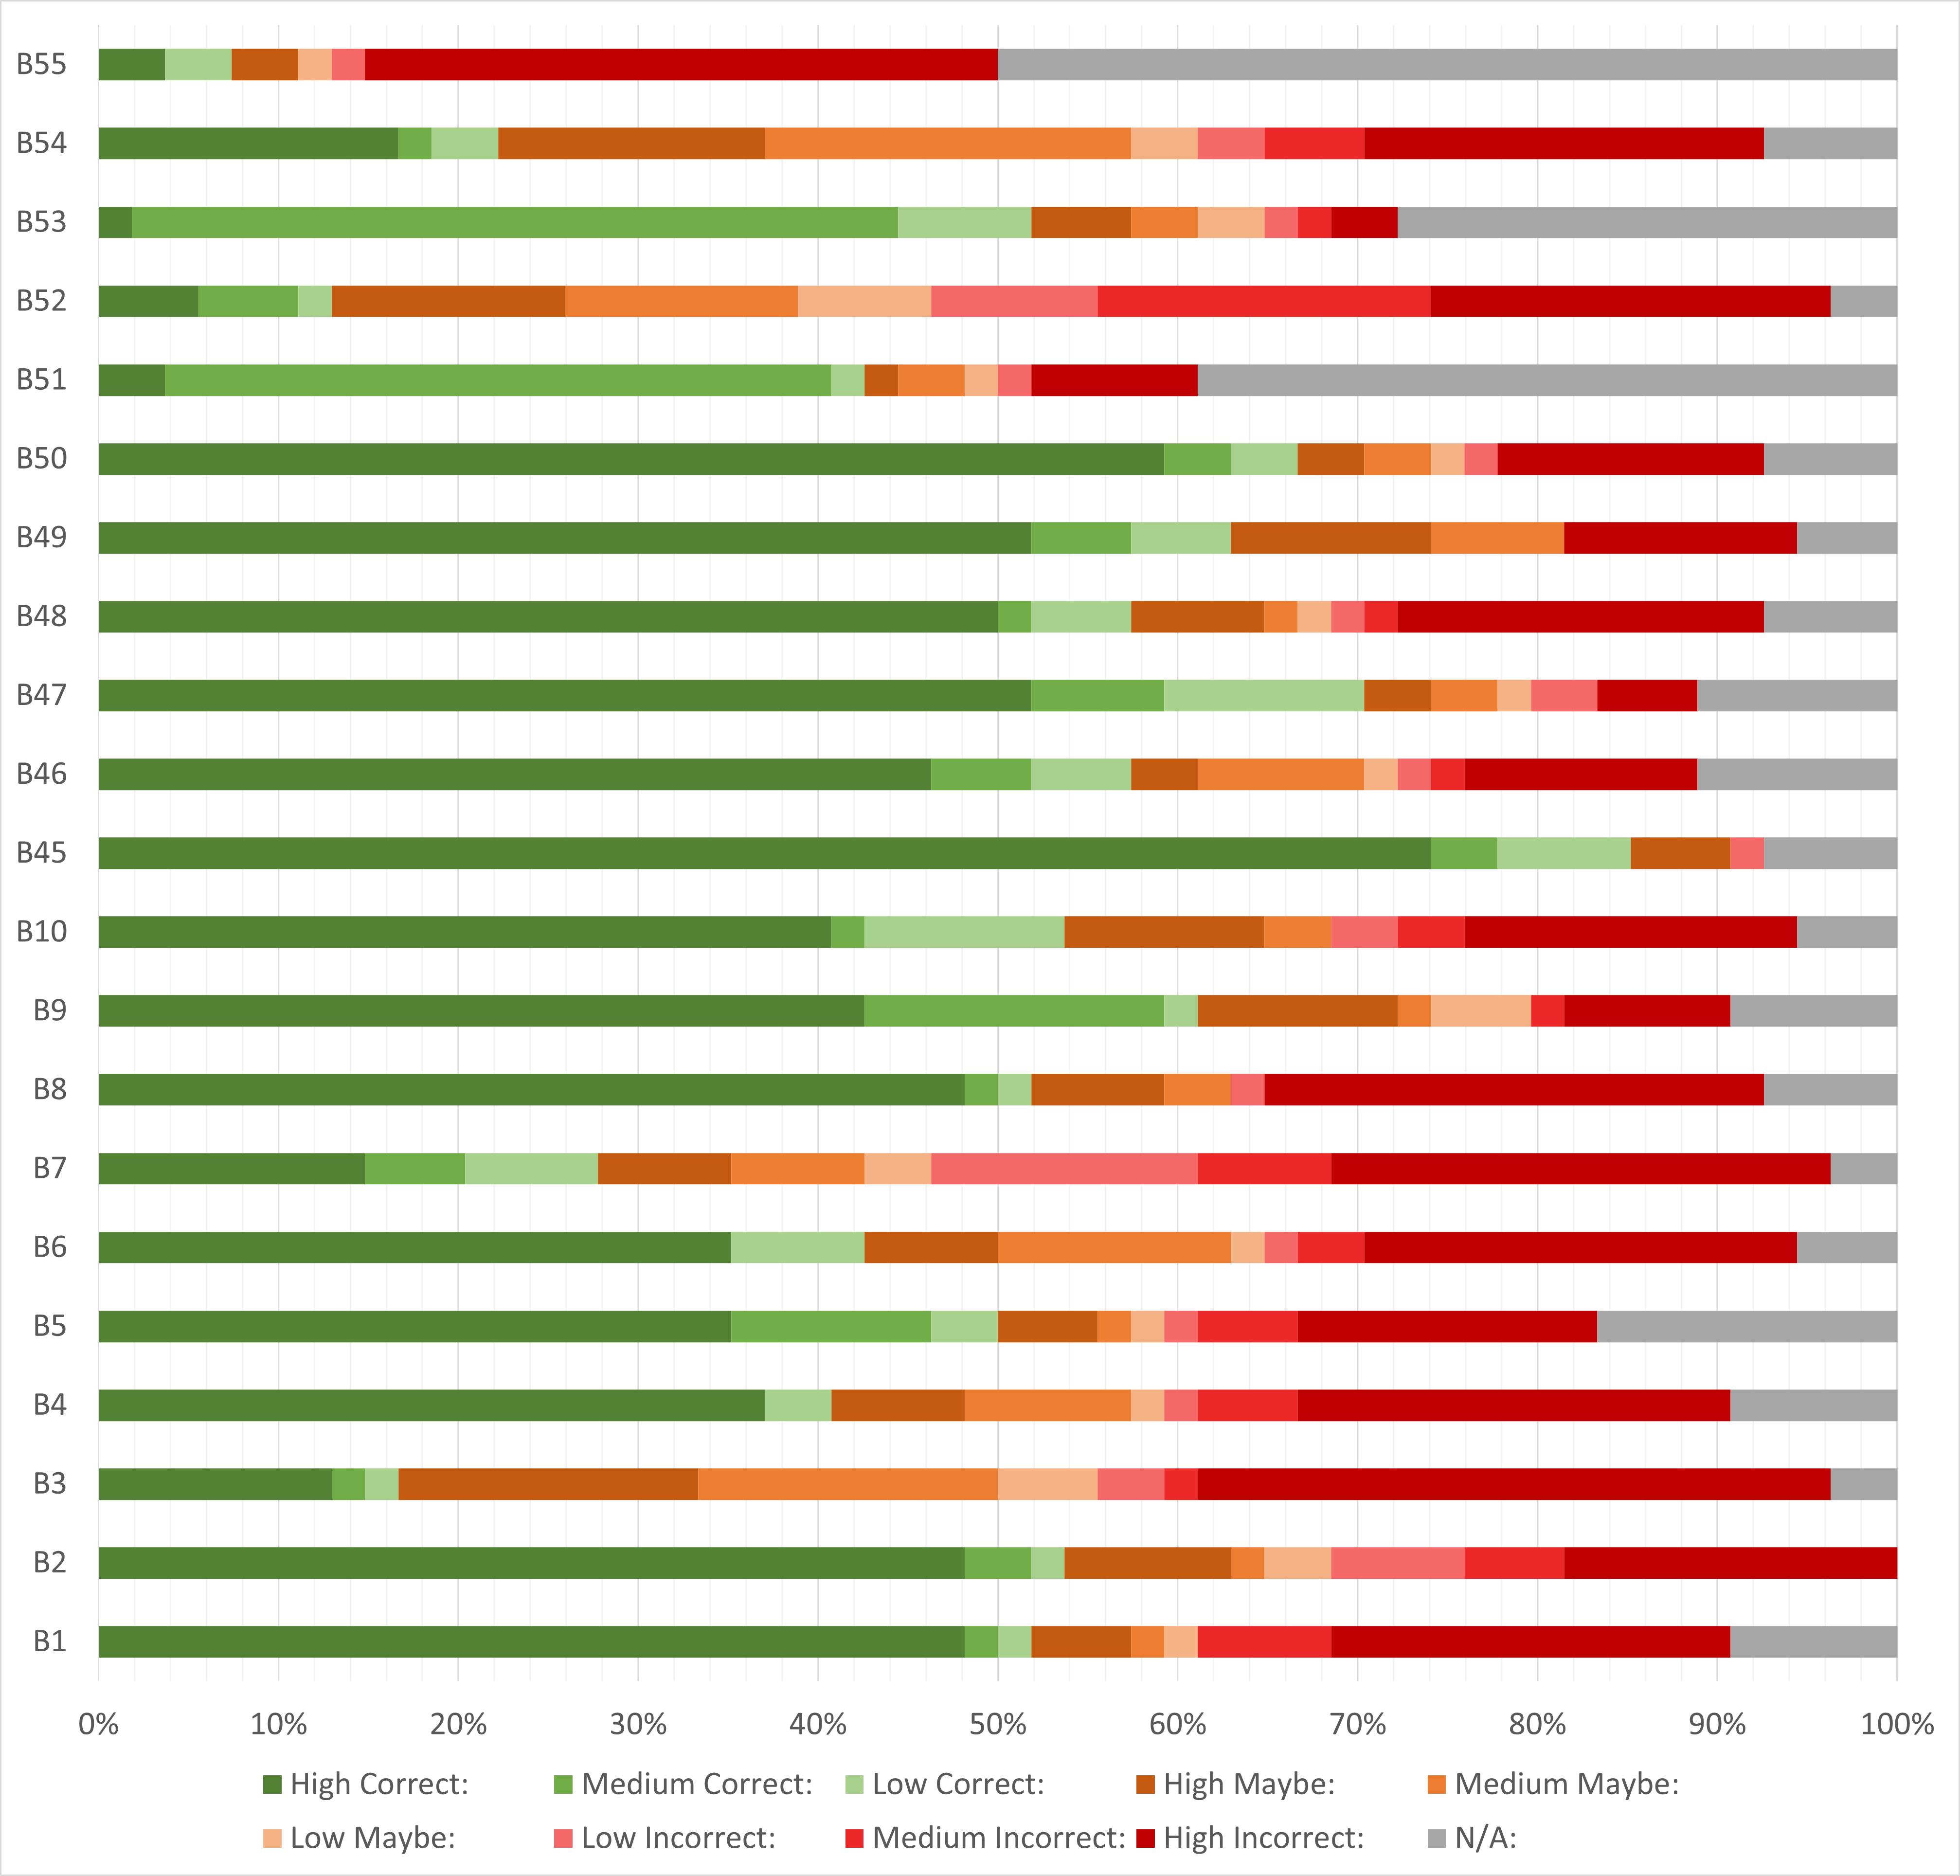 B55
B54
B53
B52
B51
B50
B49
B48
B47
B46
B45
B10
B9
B8
B7
B6
B5
B4
B3
B2
B1
0% 10% 20% 30% 40% 50% 60% 70% 80% 90% 100%
High Correct: Medium Correct: Low Correct: High Maybe: Medium Maybe:
Low Maybe: Low Incorrect: Medium Incorrect: High Incorrect: N/A: